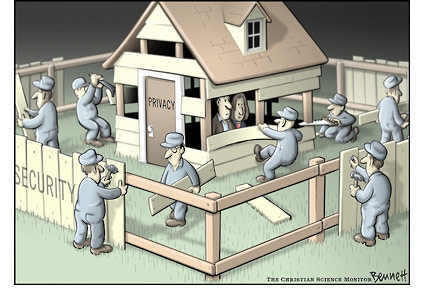 PRIVACY
SECURITY
THE CHRISTIAN SCIENCE MONITOR
Bennett